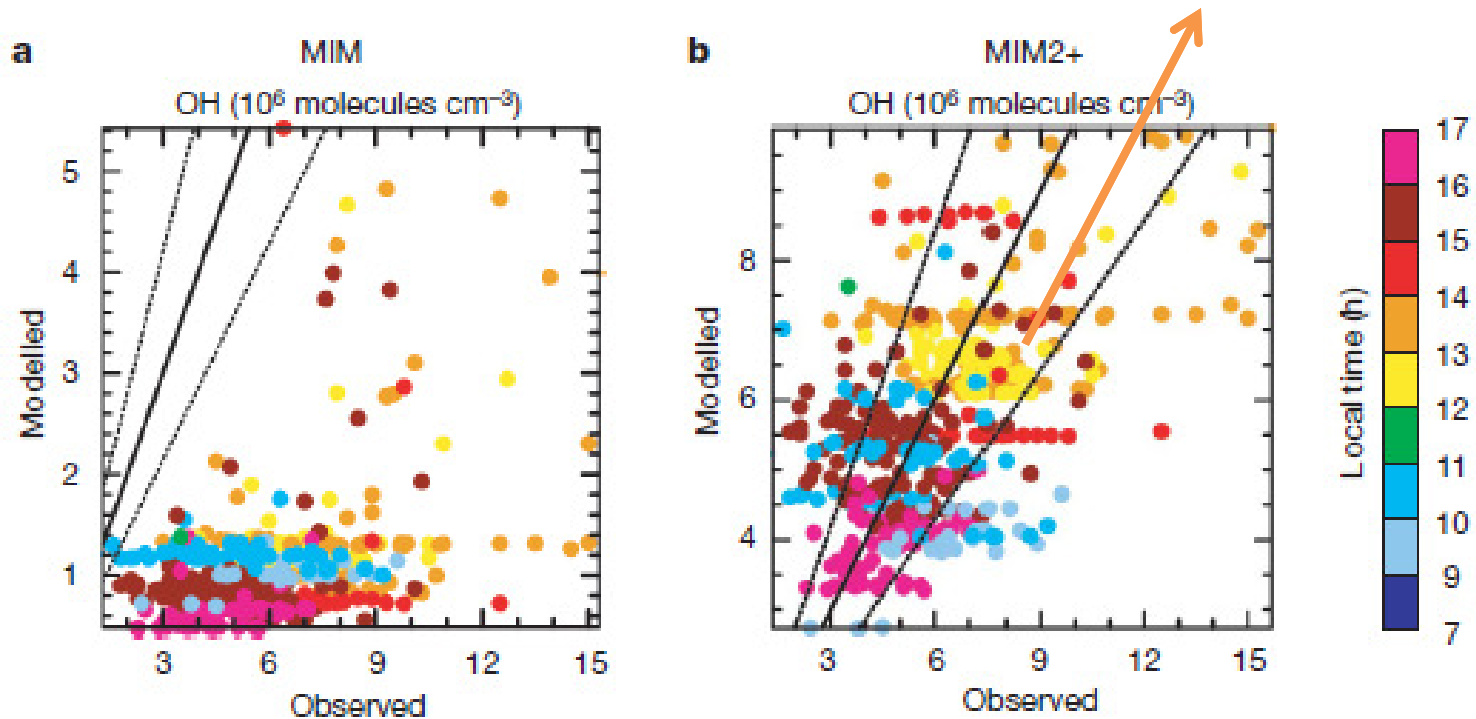 a
MIM
OH (10⁶ molecules cm⁻³)
5
4
3
2
1
Modelled
3 6 9 12 15
Observed
b
MIM2+
OH (10⁶ molecules cm⁻³)
8
6
4
Modelled
3 6 9 12 15
Observed
Local time (h)
17
16
15
14
13
12
11
10
9
7